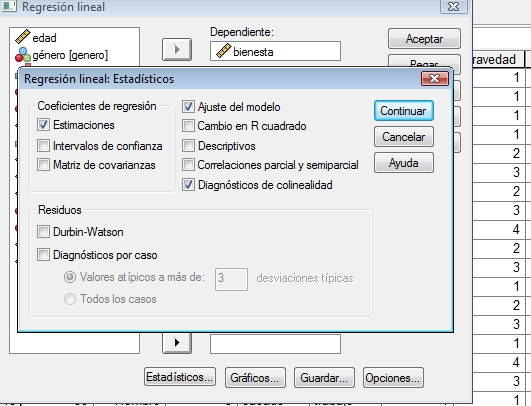 Regresión lineal
edad
género [genero]
Dependiente:
bienesta
Aceptar
Pegar
ravedad
Regresión lineal: Estadísticos
Coeficientes de regresión
Estimaciones
Intervalos de confianza
Matriz de covarianzas
Ajuste del modelo
Cambio en R cuadrado
Descriptivos
Correlaciones parcial y semiparcial
Diagnósticos de colinealidad
Continuar
Cancelar
Ayuda
Residuos
Durbin-Watson
Diagnósticos por caso
Valores atípicos a más de: 3 desviaciones típicas
Todos los casos
Estadísticos... Gráficos... Guardar... Opciones...
1
1
1
1
2
3
2
3
4
2
3
1
2
3
1
4
3
1